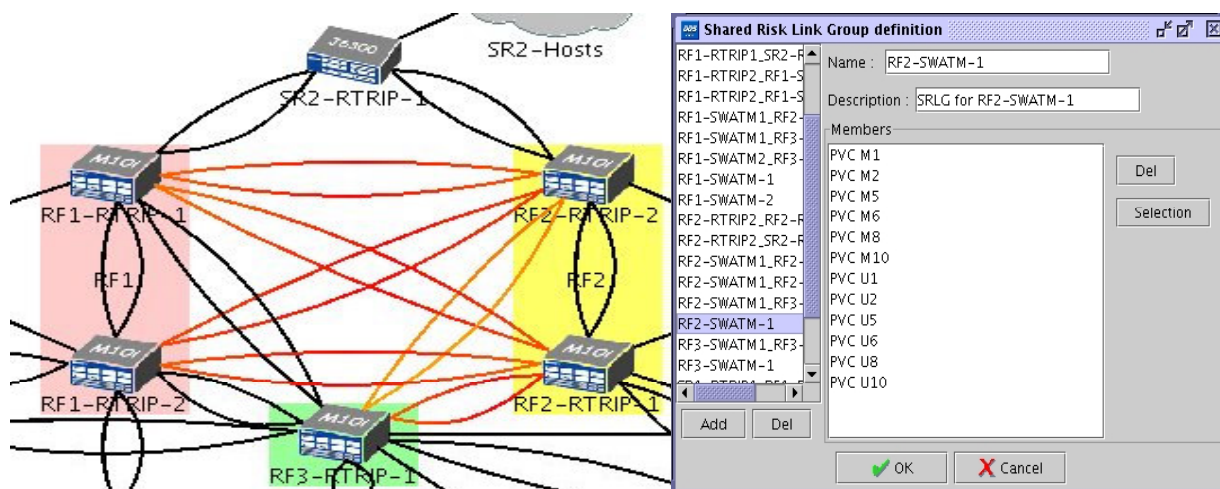 J6300
SR2-Hosts
SR2-RTRIP-1
M10i
M10i
RF1-RTRIP-1
RF2-RTRIP-2
RF1
RF2
M10i
M10i
RF1-RTRIP-2
RF2-RTRIP-1
M10i
RF3-RTRIP-1
Shared Risk Link Group definition
RF1-RTRIP1_SR2-R
RF1-RTRIP2_RF1-S
RF1-RTRIP2_RF1-S
RF1-SWATM1_RF2-
RF1-SWATM1_RF3-
RF1-SWATM2_RF3-
RF1-SWATM-1
RF1-SWATM-2
RF2-RTRIP2_RF2-R
RF2-RTRIP2_SR2-R
RF2-SWATM1_RF2-
RF2-SWATM1_RF2-
RF2-SWATM1_RF3-
RF2-SWATM-1
RF3-SWATM1_RF3-
RF3-SWATM-1
Add Del
Name : RF2-SWATM-1
Description : SRLG for RF2-SWATM-1
Members
PVC M1
PVC M2
PVC M5
PVC M6
PVC M8
PVC M10
PVC U1
PVC U2
PVC U5
PVC U6
PVC U8
PVC U10
Del
Selection
OK Cancel